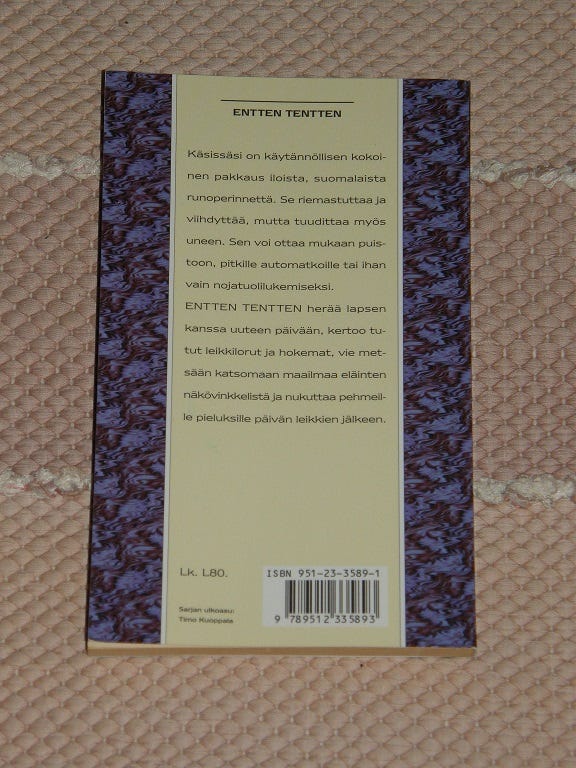 ENTTEN TENTTEN
Käsissäsi on käytännöllisen kokoi-
nen pakkaus iloista, suomalaista
runoperinnettä. Se riemastuttaa ja
viihdyttää, mutta tuudittaa myös
uneen. Sen voi ottaa mukaan puis-
toon, pitkille automatkoille tai ihan
vain nojatuolilukemiseksi.
ENTTEN TENTTEN herää lapsen
kanssa uuteen päivään, kertoo tu-
tut leikkilorut ja hokemat, vie met-
sään katsomaan maailmaa eläinten
näkövinkkelistä ja nukuttaa pehmeil-
le pieluksille päivän leikkien jälkeen.
Lk. L80.
ISBN 951-23-3589-1
Sarjan ulkoasu:
Timo Kuoppala
9 789512 335893